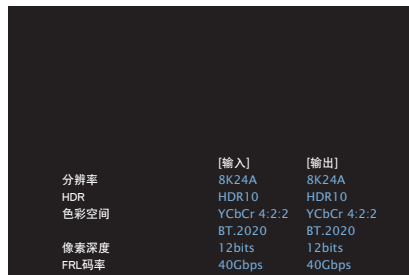 [输入] [输出]
分辨率 8K24A 8K24A
HDR HDR10 HDR10
色彩空间 YCbCr 4:2:2 YCbCr 4:2:2
BT.2020 BT.2020
像素深度 12bits 12bits
FRL码率 40Gbps 40Gbps